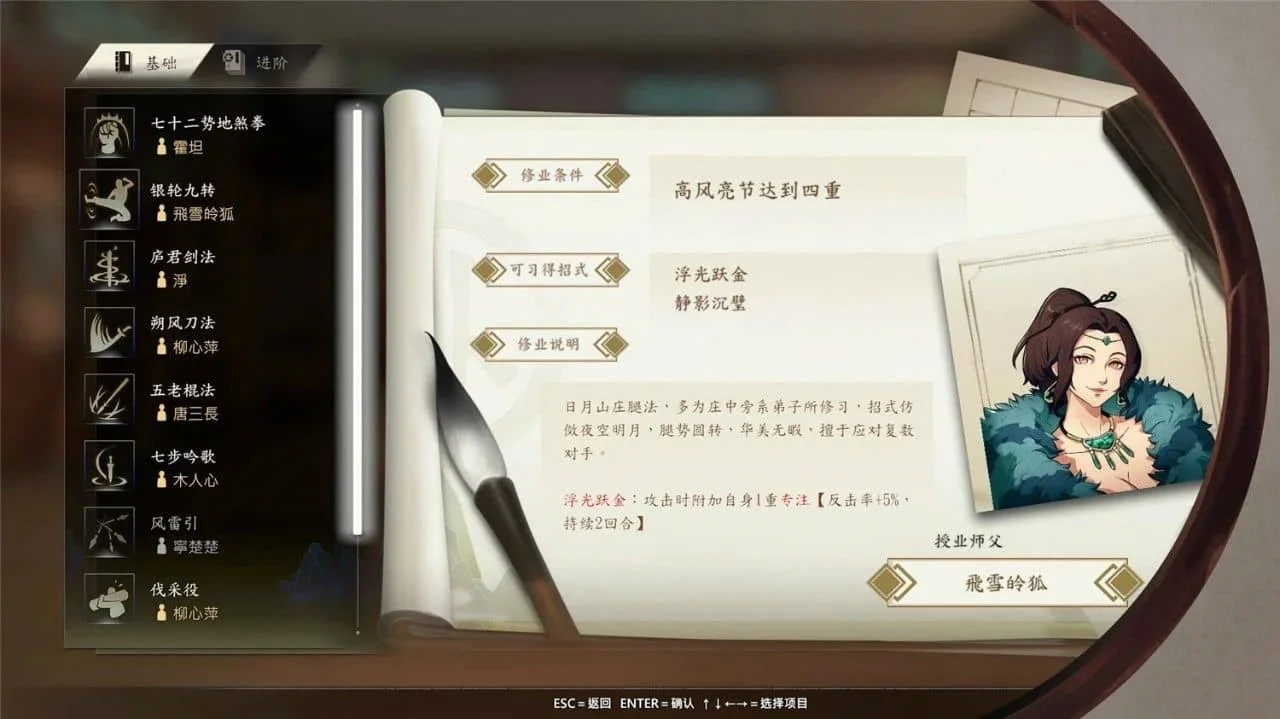 基础
进阶
七十二势地煞拳
霍坦
银轮九转
飛雪皊狐
庐君剑法
淨
朔风刀法
柳心萍
五老棍法
唐三長
七步吟歌
木人心
风雷引
寧楚楚
伐采役
柳心萍
修业条件
高风亮节达到四重
可习得招式
浮光跃金
静影沉璧
修业说明
日月山庄腿法，多为庄中旁系弟子所修习，招式仿
做夜空明月，腿势圆转，华美无暇，擅于应对复数
对手。
浮光跃金：攻击时附加自身1重专注【反击率+5%，
持续2回合】
授业师父
飛雪皊狐
ESC=返回 ENTER=确认 ↑↓←→=选择项目